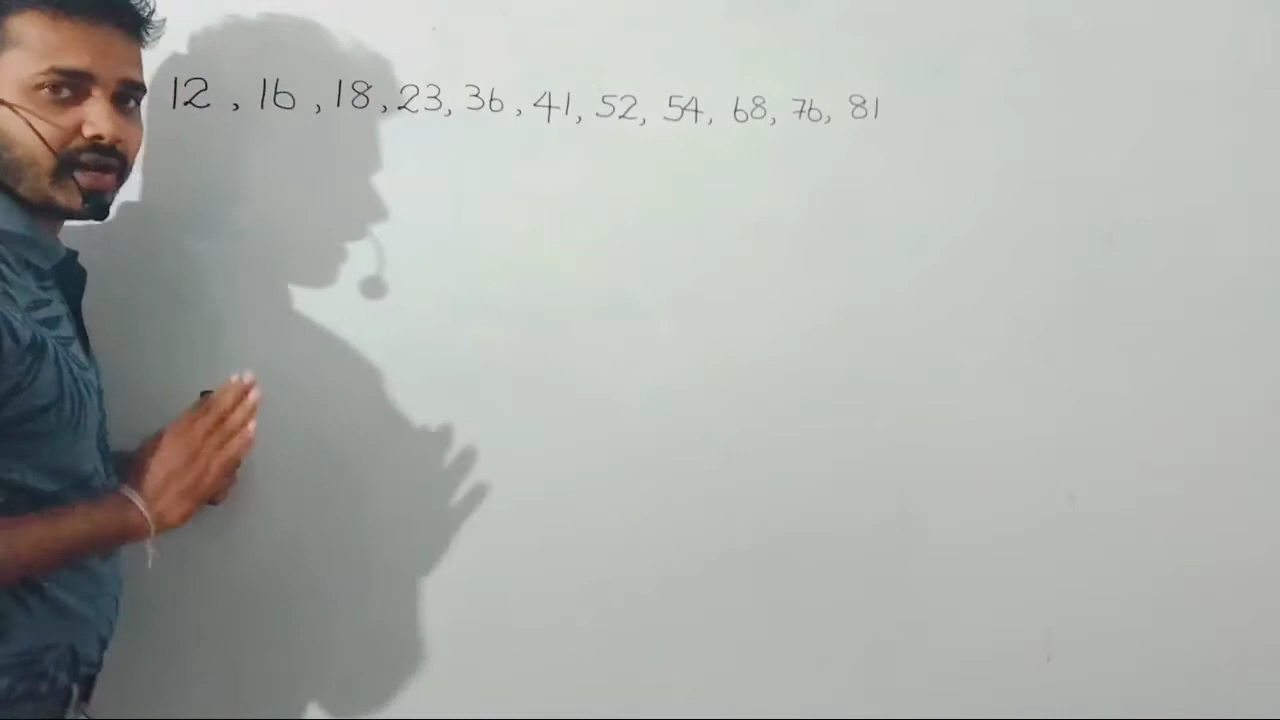 12, 16, 18, 23, 36, 41, 52, 54, 68, 76, 81